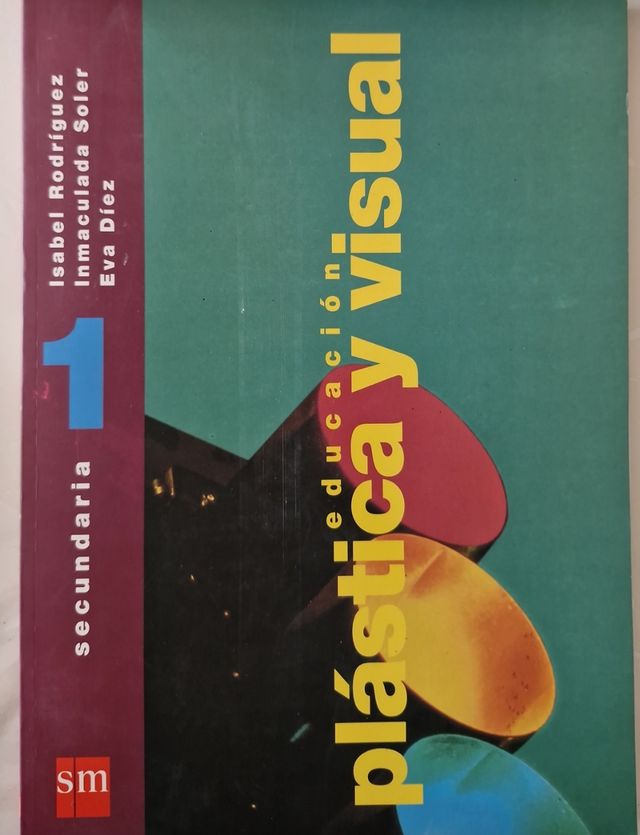 Isabel Rodríguez
Inmaculada Soler
Eva Díez
secundaria 1
educación
plástica y visual
sm